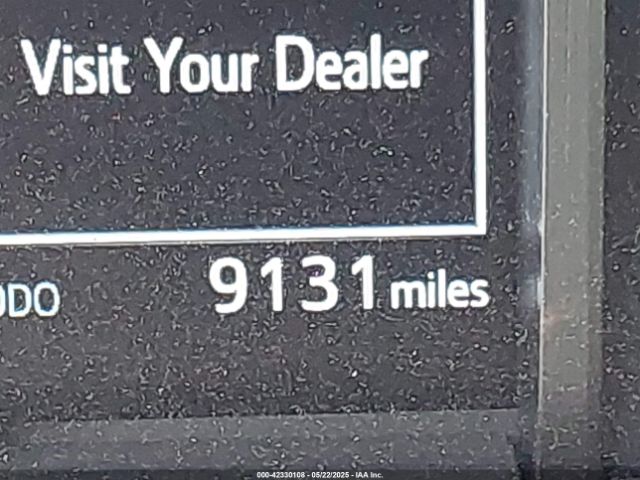 Visit Your Dealer
ODO 9131 miles
000-42330108 - 05/22/2025 - IAA Inc.